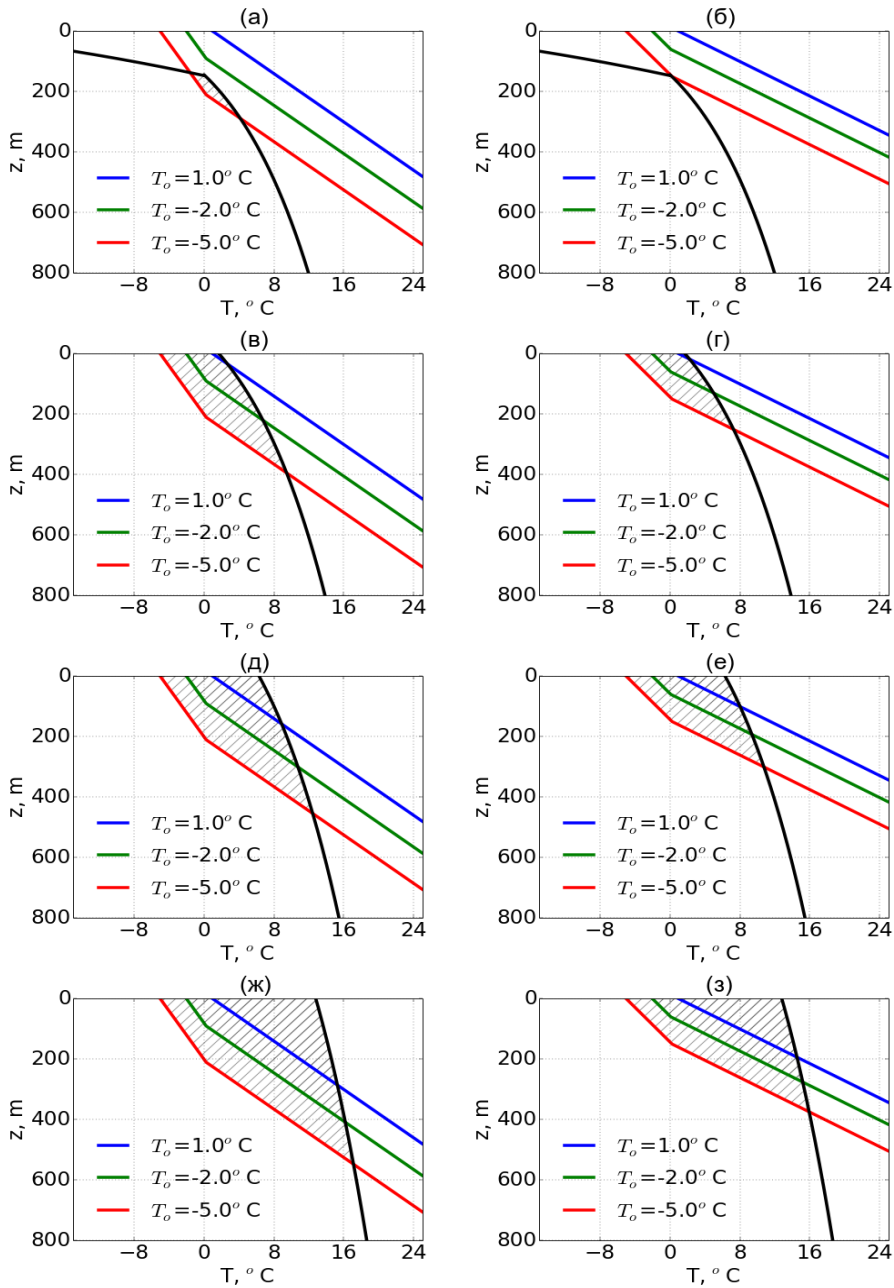 (а)
0
200
400
600
800
z, m
T_o=1.0° C
T_o=-2.0° C
T_o=-5.0° C
−8 0 8 16 24
T, ° C
(б)
0
200
400
600
800
z, m
T_o=1.0° C
T_o=-2.0° C
T_o=-5.0° C
−8 0 8 16 24
T, ° C
(в)
0
200
400
600
800
z, m
T_o=1.0° C
T_o=-2.0° C
T_o=-5.0° C
−8 0 8 16 24
T, ° C
(г)
0
200
400
600
800
z, m
T_o=1.0° C
T_o=-2.0° C
T_o=-5.0° C
−8 0 8 16 24
T, ° C
(д)
0
200
400
600
800
z, m
T_o=1.0° C
T_o=-2.0° C
T_o=-5.0° C
−8 0 8 16 24
T, ° C
(е)
0
200
400
600
800
z, m
T_o=1.0° C
T_o=-2.0° C
T_o=-5.0° C
−8 0 8 16 24
T, ° C
(ж)
0
200
400
600
800
z, m
T_o=1.0° C
T_o=-2.0° C
T_o=-5.0° C
−8 0 8 16 24
T, ° C
(з)
0
200
400
600
800
z, m
T_o=1.0° C
T_o=-2.0° C
T_o=-5.0° C
−8 0 8 16 24
T, ° C